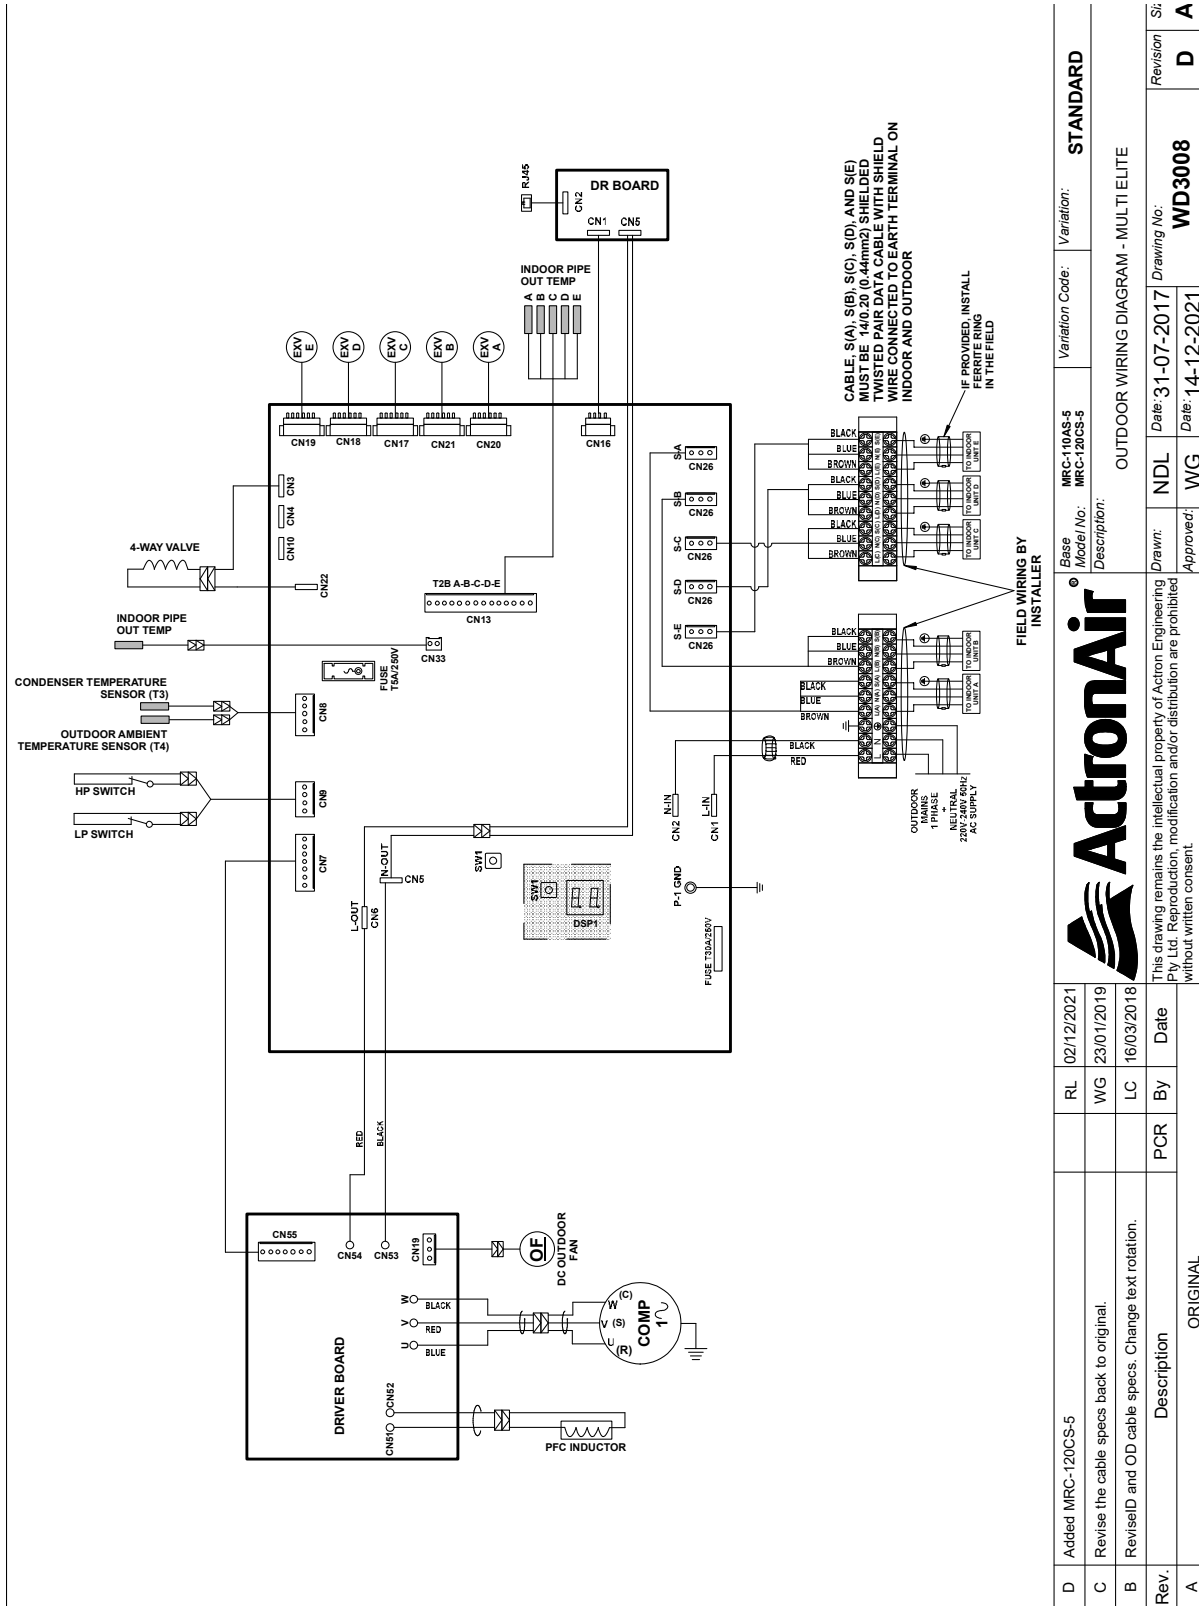 RJ45
DR BOARD
CN2
CN1
CN5
INDOOR PIPE
OUT TEMP
A
B
C
D
E
EXV
E
EXV
D
EXV
C
EXV
B
EXV
A
CN19
CN18
CN17
CN21
CN20
CN16
CN3
CN4
CN10
CN22
4-WAY VALVE
INDOOR PIPE
OUT TEMP
CN33
T2B A-B-C-D-E
CN13
FUSE
T5A/250V
CONDENSER TEMPERATURE
SENSOR (T3)
OUTDOOR AMBIENT
TEMPERATURE SENSOR (T4)
CN8
HP SWITCH
LP SWITCH
CN9
CN7
L-OUT
CN6
N-OUT
CN5
SW1
SW1
DSP1
P-1 GND
FUSE T30A/250V
N-IN
CN2
L-IN
CN1
S-A
CN26
S-B
CN26
S-C
CN26
S-D
CN26
S-E
CN26
CABLE, S(A), S(B), S(C), S(D), AND S(E)
MUST BE 14/0.20 (0.44mm2) SHIELDED
TWISTED PAIR DATA CABLE WITH SHIELD
WIRE CONNECTED TO EARTH TERMINAL ON
INDOOR AND OUTDOOR
BLACK
BLUE
BROWN
BLACK
BLUE
BROWN
BLACK
BLUE
BROWN
L(C) N(C) S(C) L(D) N(D) S(D) L(E) N(E) S(E)
TO INDOOR
UNIT E
TO INDOOR
UNIT D
TO INDOOR
UNIT C
IF PROVIDED, INSTALL
FERRITE RING
IN THE FIELD
FIELD WIRING BY
INSTALLER
BLACK
BLUE
BROWN
BLACK
BLUE
BROWN
BLACK
RED
L N L(A) N(A) S(A) L(B) N(B) S(B)
TO INDOOR
UNIT B
TO INDOOR
UNIT A
OUTDOOR
MAINS
1 PHASE
+
NEUTRAL
220V-240V 50HZ
AC SUPPLY
RED
BLACK
CN55
CN54
CN53
CN19
OF
DC OUTDOOR
FAN
W
BLACK
V
RED
U
BLUE
W
(C)
V (S)
U
(R)
COMP
1
DRIVER BOARD
CN52
CN51
PFC INDUCTOR
D Added MRC-120CS-5 RL 02/12/2021
C Revise the cable specs back to original. WG 23/01/2019
B ReviseID and OD cable specs. Change text rotation. LC 16/03/2018
Rev. Description PCR By Date
A ORIGINAL
ActronAir®
This drawing remains the intellectual property of Actron Engineering
Pty Ltd. Reproduction, modification and/or distribution are prohibited
without written consent.
Base
Model No:
MRC-110AS-5
MRC-120CS-5
Variation Code:
Variation:
STANDARD
Description:
OUTDOOR WIRING DIAGRAM - MULTI ELITE
Drawn: NDL Date: 31-07-2017
Approved: WG Date: 14-12-2021
Drawing No:
WD3008
Revision
D
A